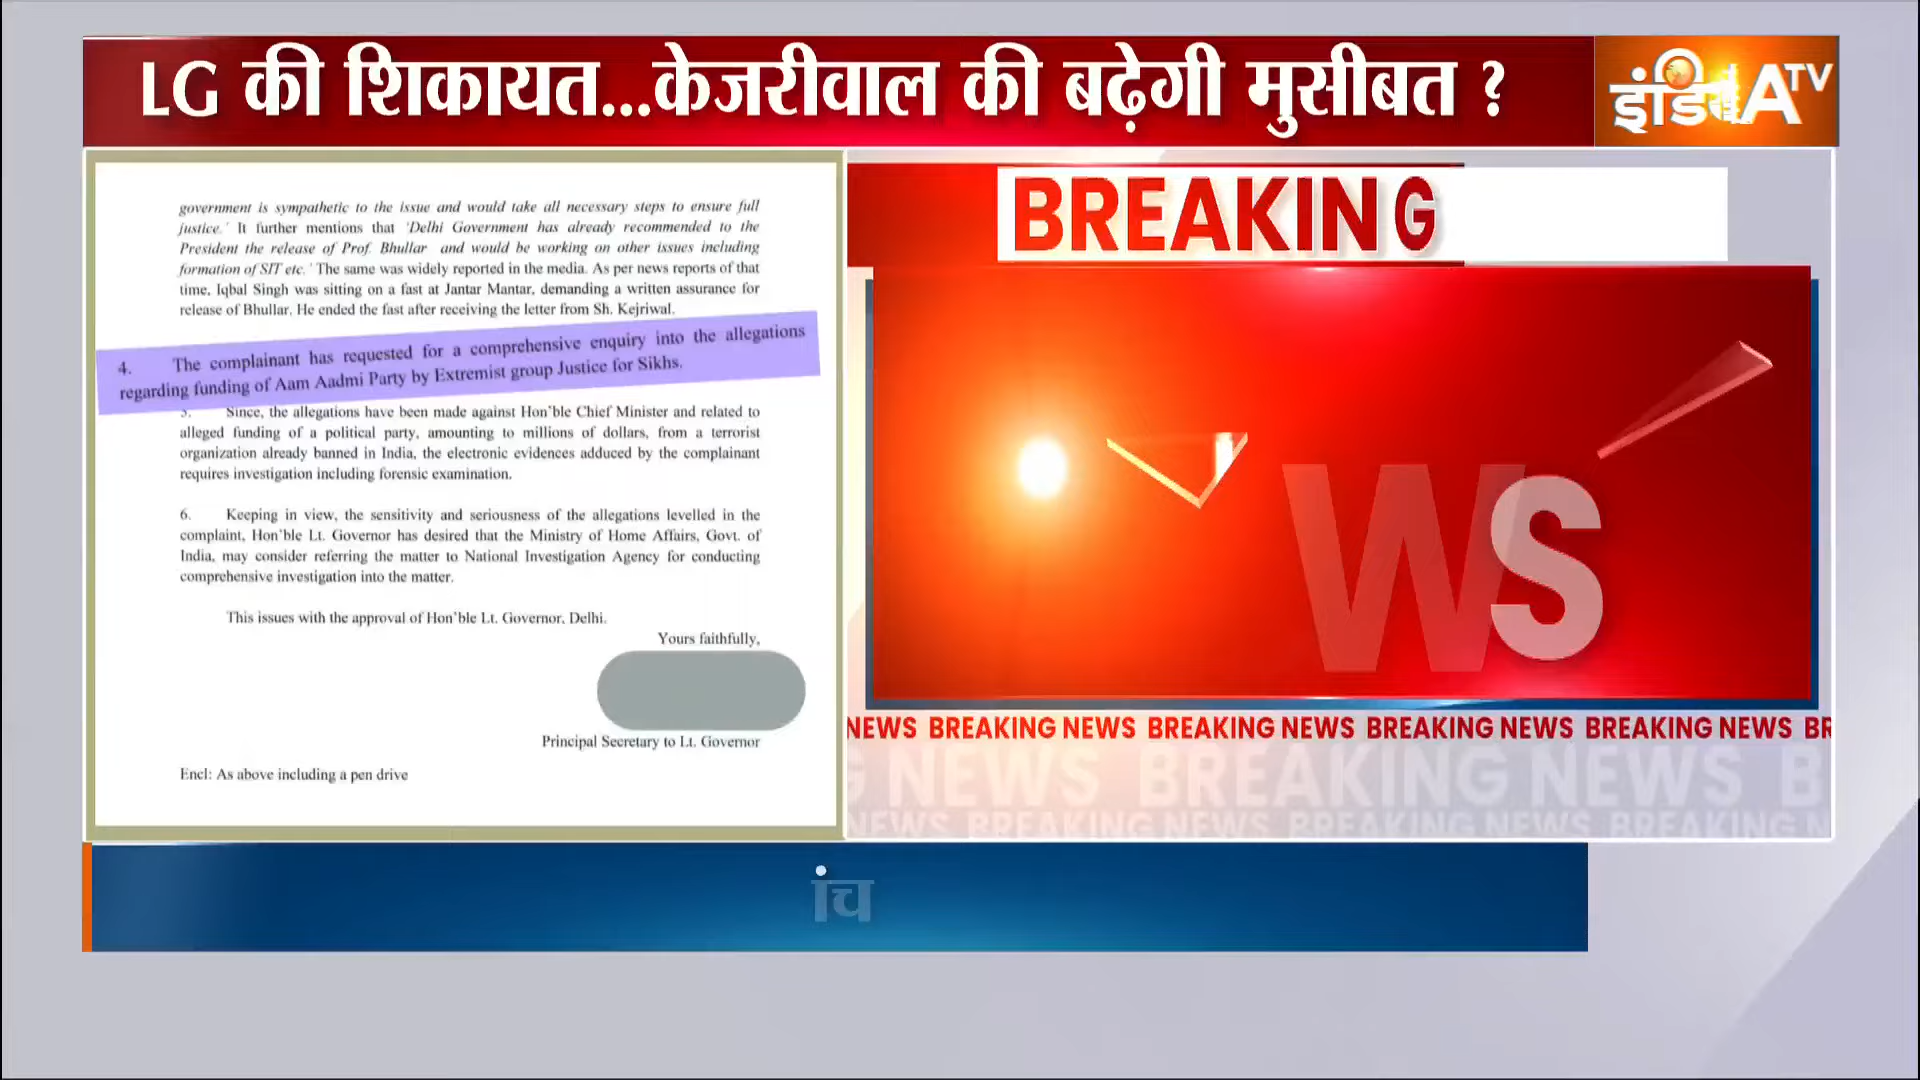 LG की शिकायत...केजरीवाल की बढ़ेगी मुसीबत ?
इंडिया TV
government is sympathetic to the issue and would take all necessary steps to ensure full
justice.' It further mentions that 'Delhi Government has already recommended to the
President the release of Prof. Bhullar and would be working on other issues including
formation of SIT etc.' The same was widely reported in the media. As per news reports of that
time, Iqbal Singh was sitting on a fast at Jantar Mantar, demanding a written assurance for
release of Bhullar. He ended the fast after receiving the letter from Sh. Kejriwal.
4. The complainant has requested for a comprehensive enquiry into the allegations
regarding funding of Aam Aadmi Party by Extremist group Justice for Sikhs.
5. Since, the allegations have been made against Hon'ble Chief Minister and related to
alleged funding of a political party, amounting to millions of dollars, from a terrorist
organization already banned in India, the electronic evidences adduced by the complainant
requires investigation including forensic examination.
6. Keeping in view, the sensitivity and seriousness of the allegations levelled in the
complaint, Hon'ble Lt. Governor has desired that the Ministry of Home Affairs, Govt. of
India, may consider referring the matter to National Investigation Agency for conducting
comprehensive investigation into the matter.
This issues with the approval of Hon'ble Lt. Governor, Delhi.
Yours faithfully,
Principal Secretary to Lt. Governor
Encl: As above including a pen drive
BREAKING
WS
NEWS BREAKING NEWS BREAKING NEWS BREAKING NEWS BREAKING NEWS BR
G NEWS BREAKING NEWS B
NEWS BREAKING NEWS BREAKING NEWS BREAKING N